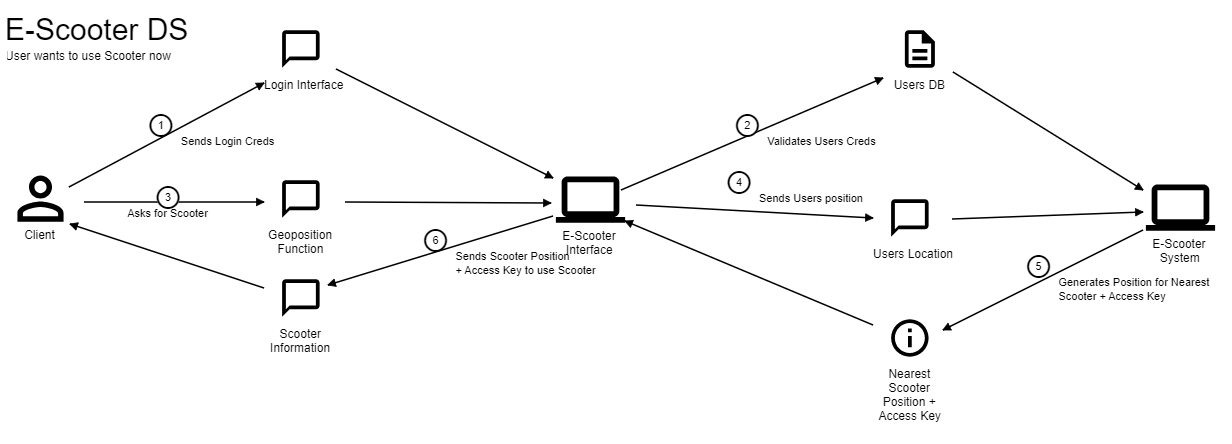 E-Scooter DS
User wants to use Scooter now
Login Interface
Users DB
1
Sends Login Creds
2
Validates Users Creds
3
Asks for Scooter
4
Sends Users position
Client
Geoposition
Function
E-Scooter
Interface
Users Location
E-Scooter
System
6
Sends Scooter Position
+ Access Key to use Scooter
5
Generates Position for Nearest
Scooter + Access Key
Scooter
Information
Nearest
Scooter
Position +
Access Key